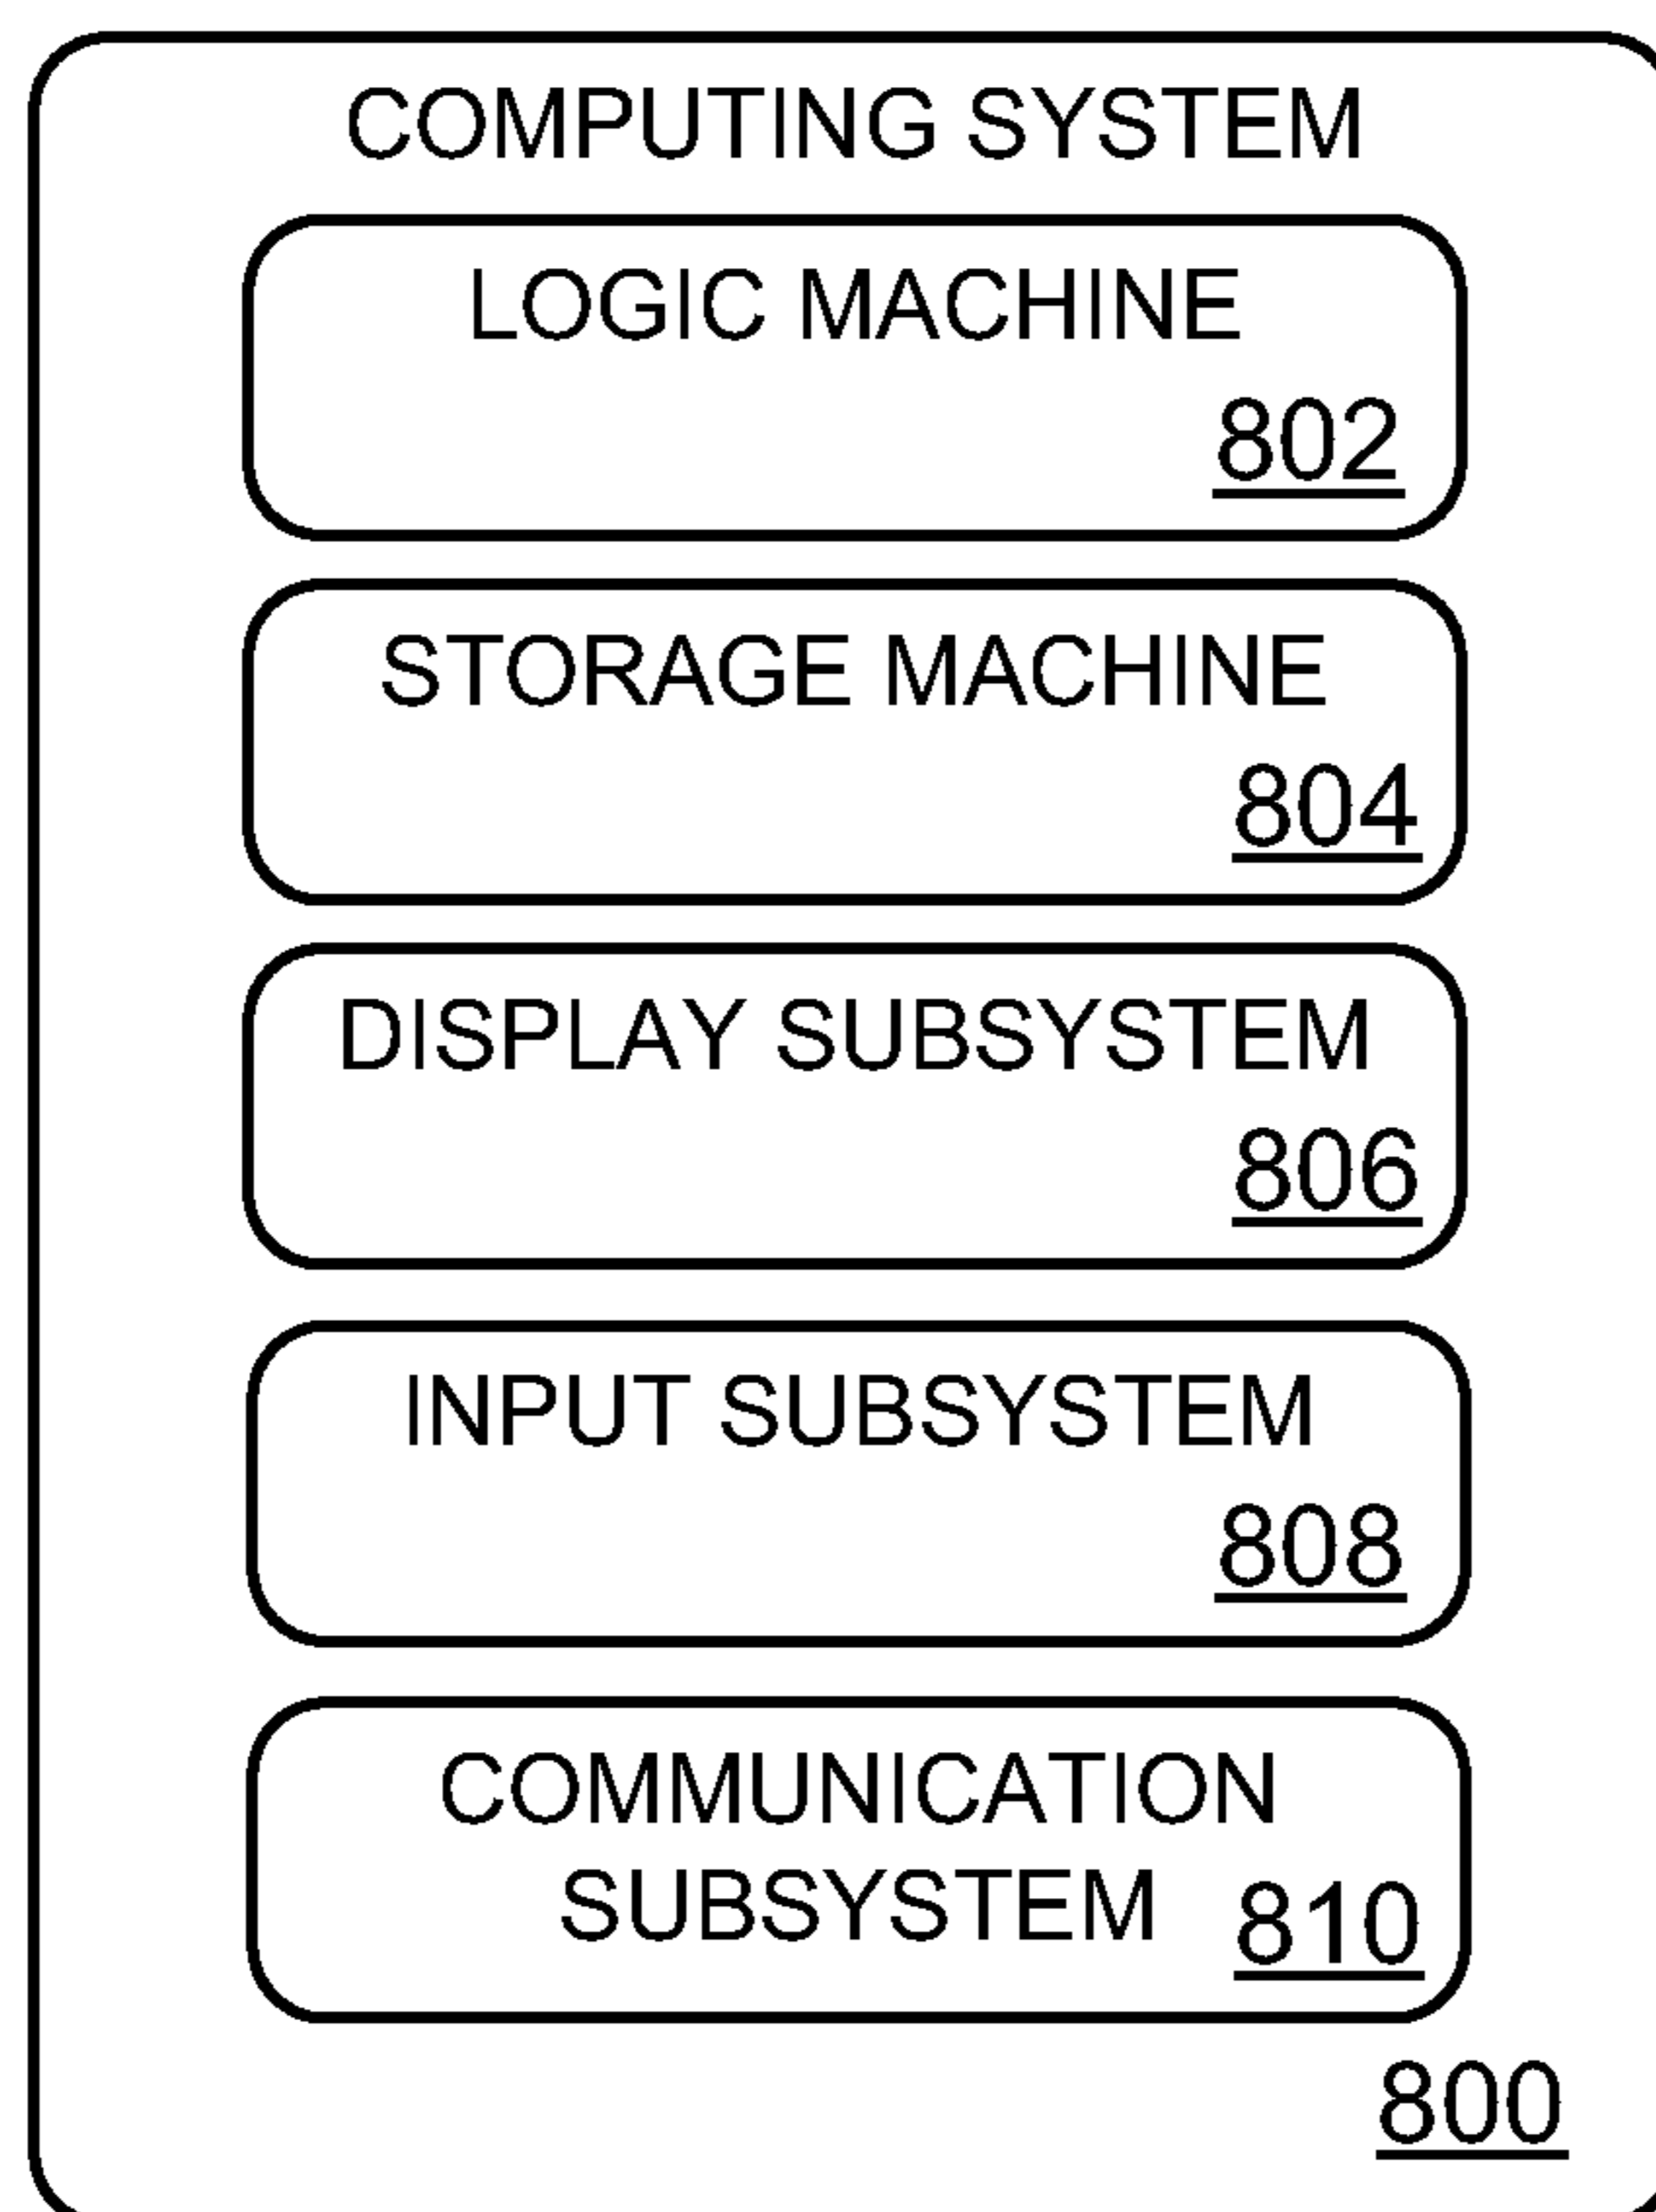 COMPUTING SYSTEM
LOGIC MACHINE
802
STORAGE MACHINE
804
DISPLAY SUBSYSTEM
806
INPUT SUBSYSTEM
808
COMMUNICATION
SUBSYSTEM 810
800